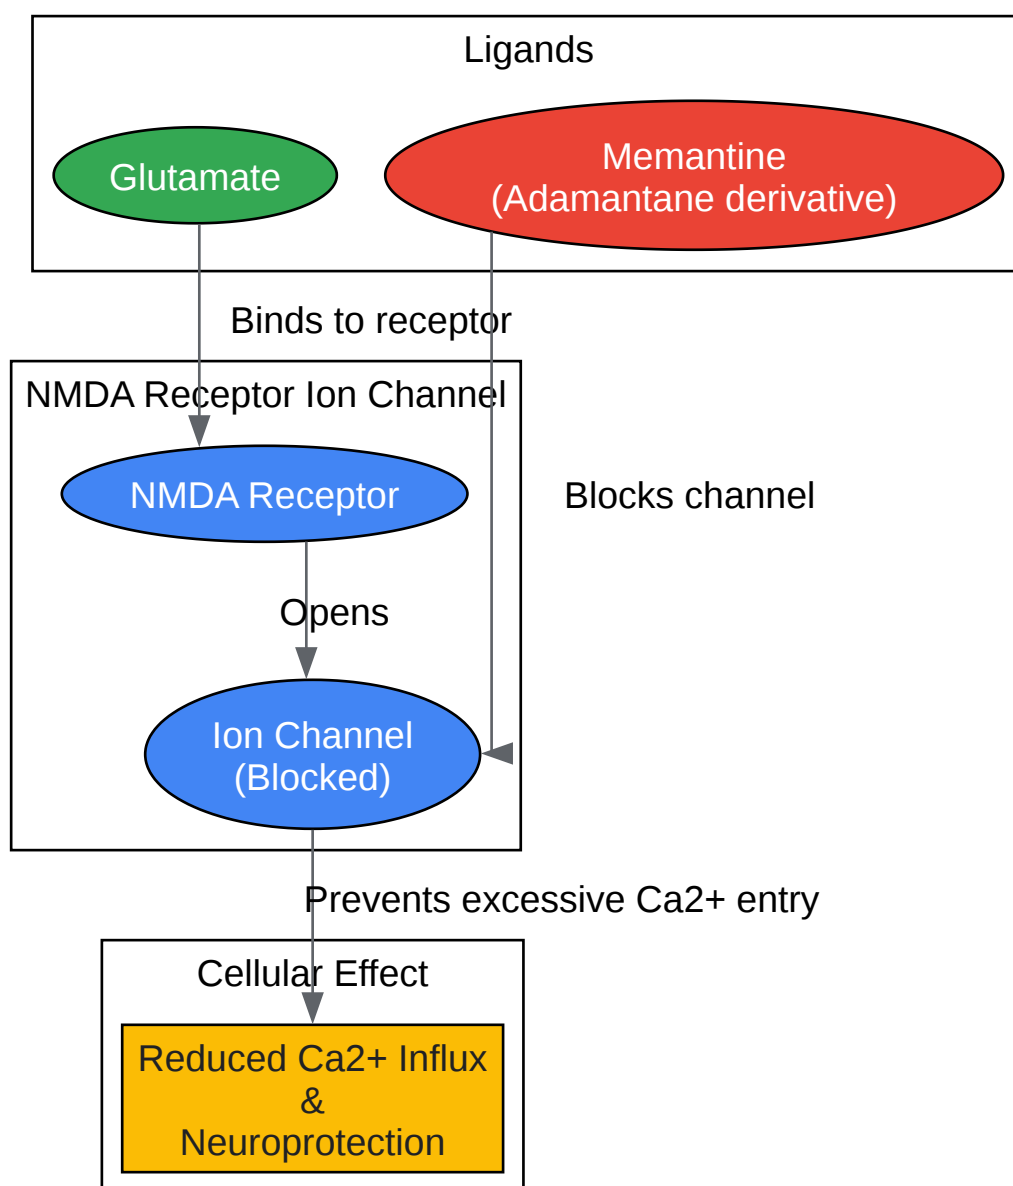 Ligands
Glutamate
Memantine
(Adamantane derivative)
Binds to receptor
NMDA Receptor Ion Channel
NMDA Receptor
Blocks channel
Opens
Ion Channel
(Blocked)
Prevents excessive Ca2+ entry
Cellular Effect
Reduced Ca2+ Influx
&
Neuroprotection